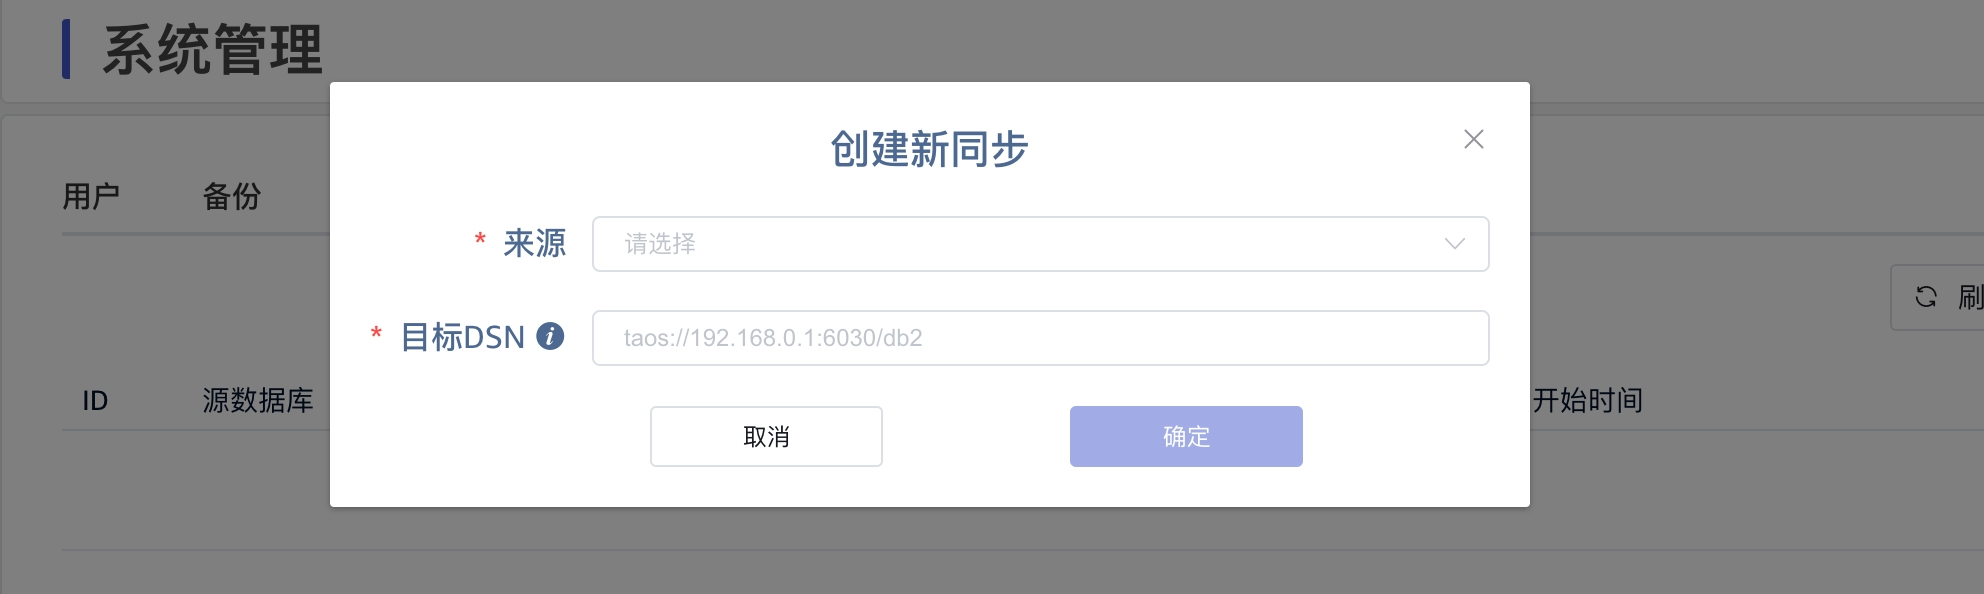 系统管理
创建新同步
用户 备份
* 来源 请选择
刷
* 目标DSN i taos://192.168.0.1:6030/db2
ID 源数据库 开始时间
取消 确定